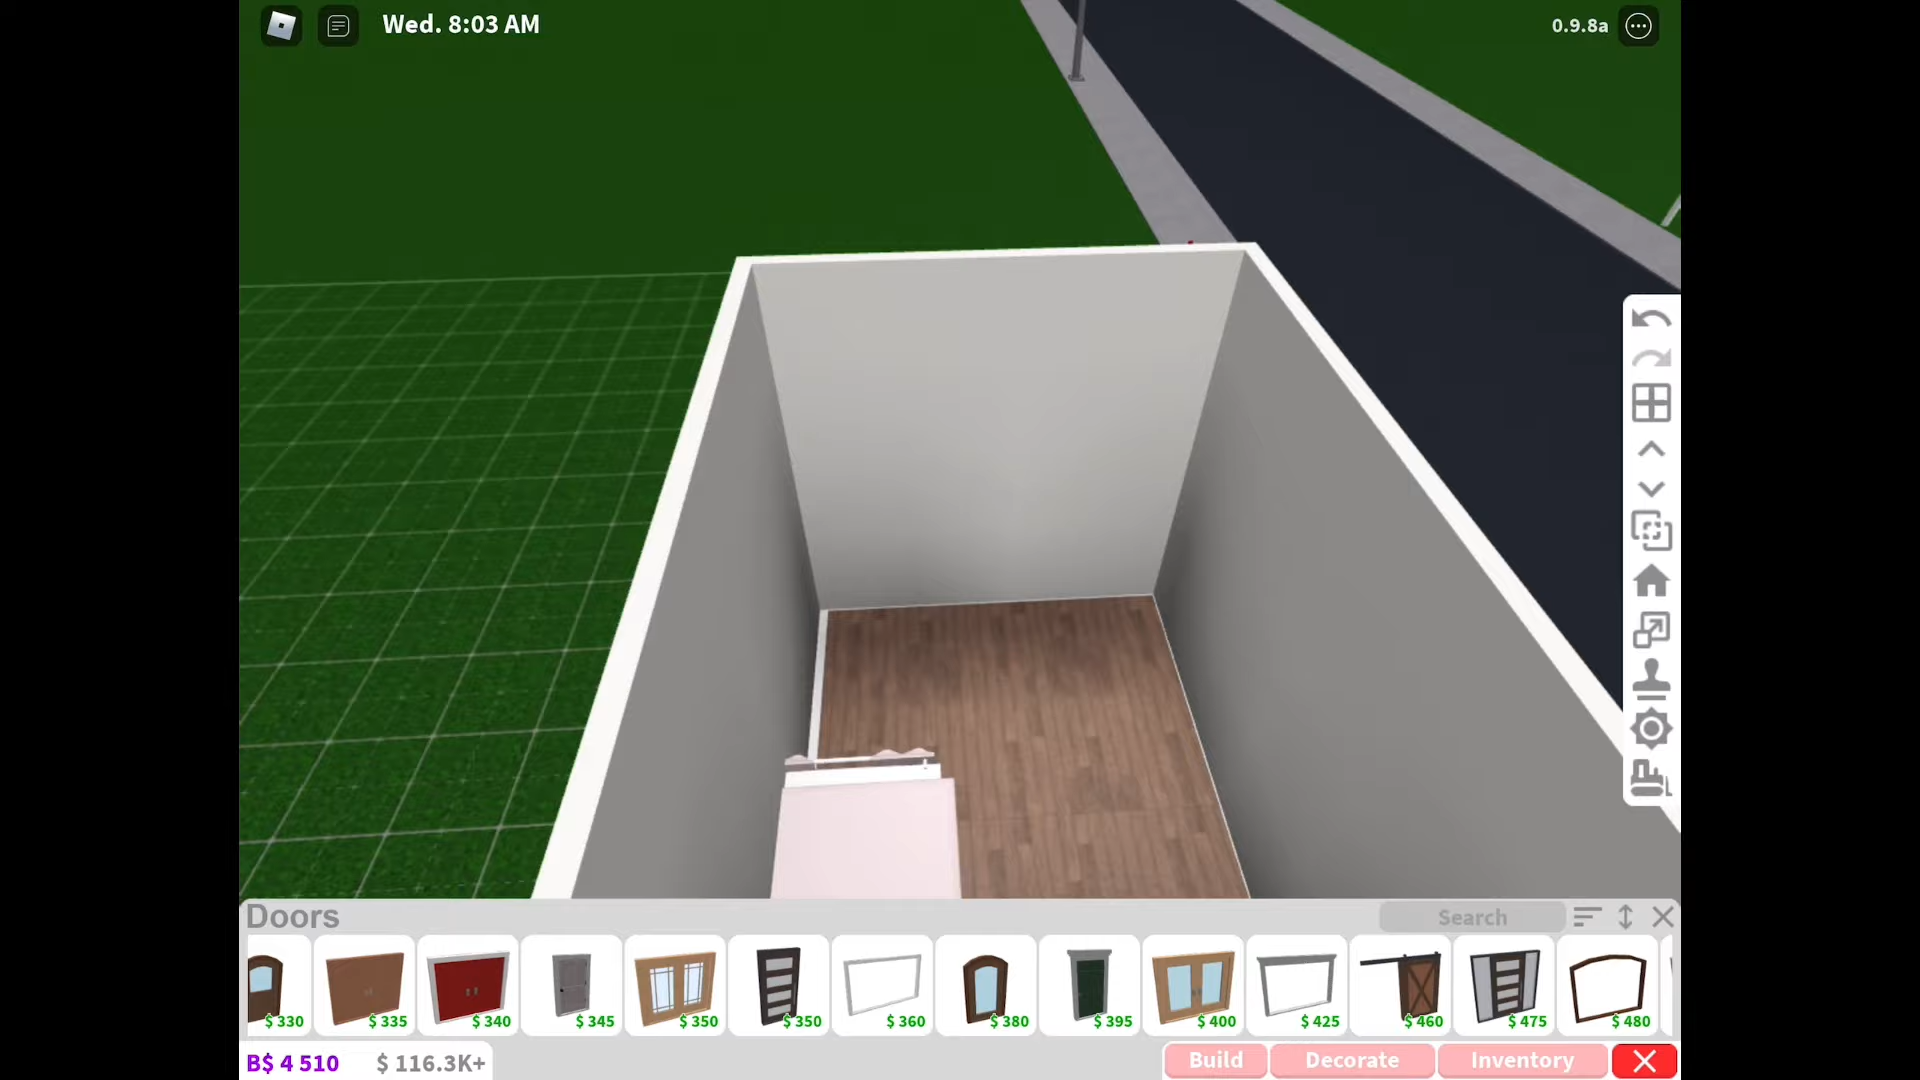 Wed. 8:03 AM
0.9.8a
Doors
Search
$ 330
$ 335
$ 340
$ 345
$ 350
$ 350
$ 360
$ 380
$ 395
$ 400
$ 425
$ 460
$ 475
$ 480
B$ 4 510
$ 116.3K+
Build
Decorate
Inventory